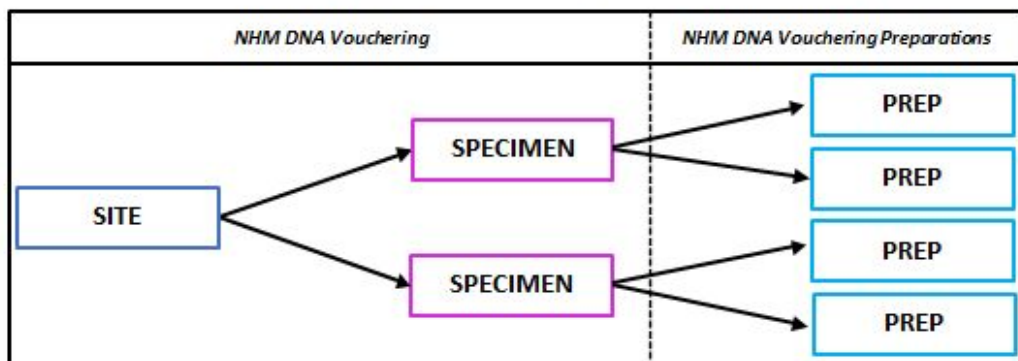 NHM DNA Vouchering
NHM DNA Vouchering Preparations
PREP
SPECIMEN
PREP
SITE
PREP
SPECIMEN
PREP